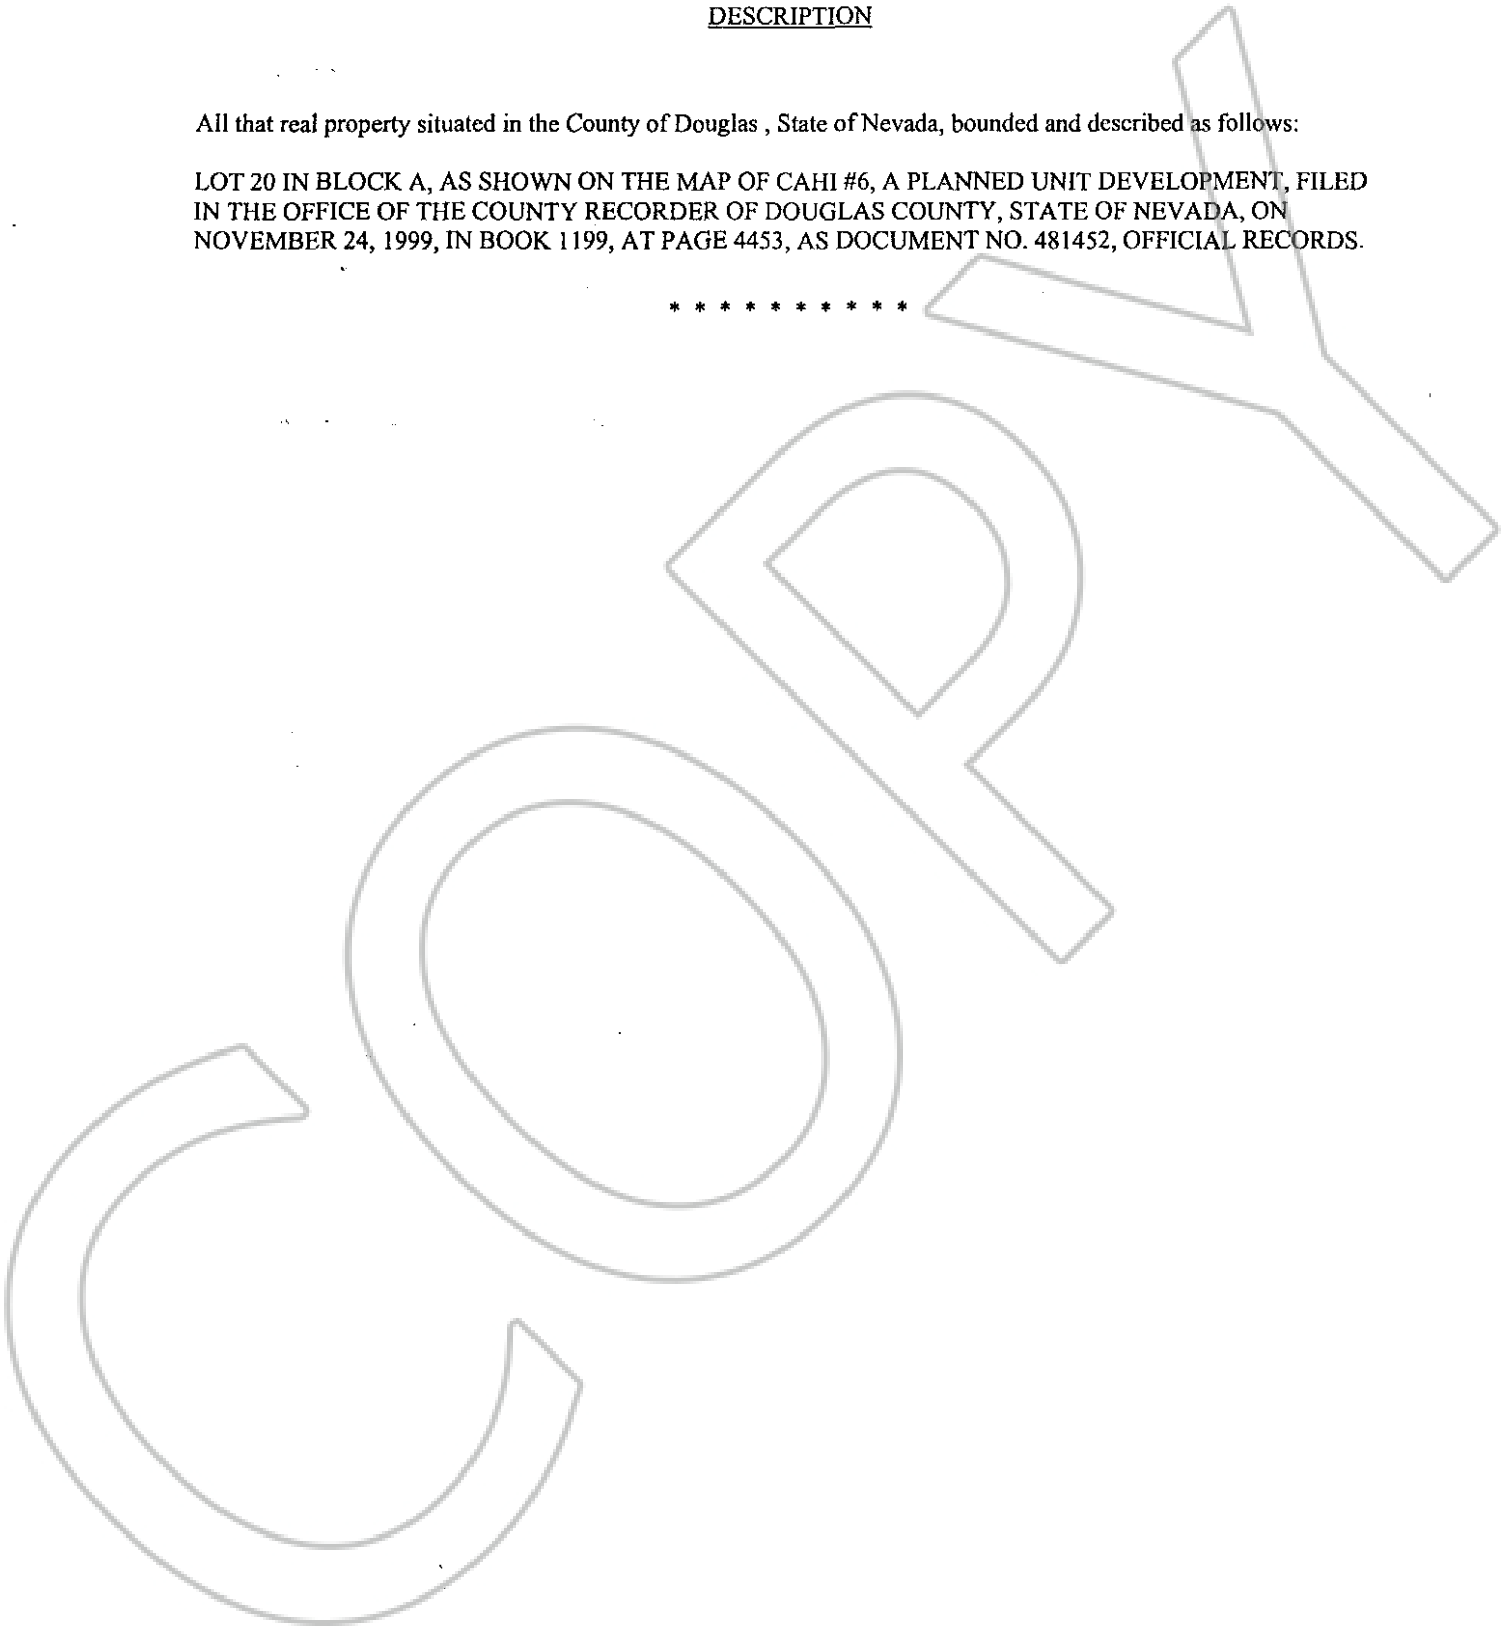 DESCRIPTION
All that real property situated in the County of Douglas , State of Nevada, bounded and described as follows:
LOT 20 IN BLOCK A, AS SHOWN ON THE MAP OF CAHI #6, A PLANNED UNIT DEVELOPMENT, FILED
IN THE OFFICE OF THE COUNTY RECORDER OF DOUGLAS COUNTY, STATE OF NEVADA, ON
NOVEMBER 24, 1999, IN BOOK 1199, AT PAGE 4453, AS DOCUMENT NO. 481452, OFFICIAL RECORDS.
* * * * * * * * * *
COPY